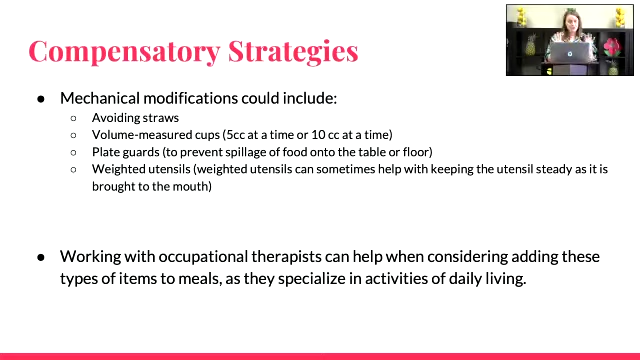 Compensatory Strategies
● Mechanical modifications could include:
○ Avoiding straws
○ Volume-measured cups (5cc at a time or 10 cc at a time)
○ Plate guards (to prevent spillage of food onto the table or floor)
○ Weighted utensils (weighted utensils can sometimes help with keeping the utensil steady as it is
brought to the mouth)
● Working with occupational therapists can help when considering adding these
types of items to meals, as they specialize in activities of daily living.